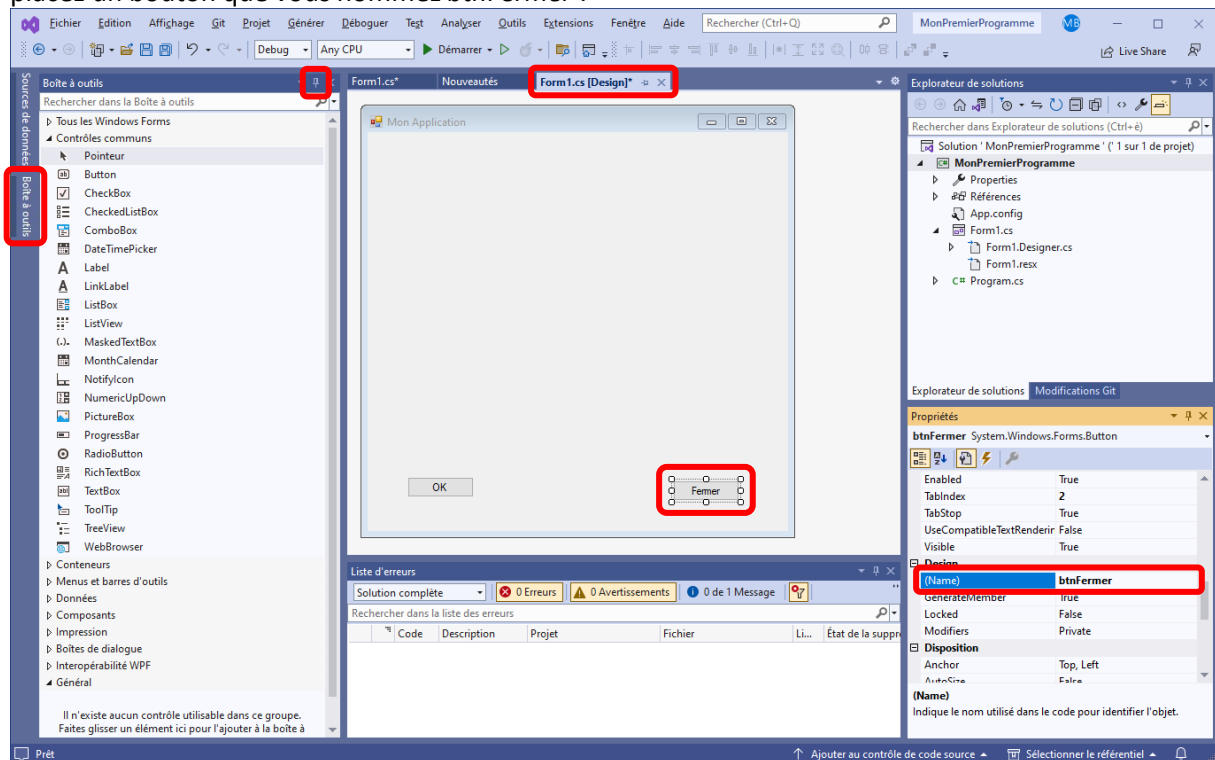 placez un bouton que vous nommez btnFermer :
Fichier Edition Affichage Git Projet Générer Déboguer Test Analyser Outils Extensions Fenêtre Aide Rechercher (Ctrl+Q) MonPremierProgramme MB
Debug Any CPU Démarrer Live Share
Sources de données
Boîte à outils
Boîte à outils
Rechercher dans la Boîte à outils
Tous les Windows Forms
Contrôles communs
Pointeur
Button
CheckBox
CheckedListBox
ComboBox
DateTimePicker
Label
LinkLabel
ListBox
ListView
MaskedTextBox
MonthCalendar
NotifyIcon
NumericUpDown
PictureBox
ProgressBar
RadioButton
RichTextBox
TextBox
ToolTip
TreeView
WebBrowser
Conteneurs
Menus et barres d'outils
Données
Composants
Impression
Boîtes de dialogue
Interopérabilité WPF
Général
Il n'existe aucun contrôle utilisable dans ce groupe.
Faites glisser un élément ici pour l'ajouter à la boîte à
Form1.cs* Nouveautés Form1.cs [Design]*
Mon Application
OK Fermer
Liste d'erreurs
Solution complète 0 Erreurs 0 Avertissements 0 de 1 Message
Rechercher dans la liste des erreurs
Code Description Projet Fichier Li... État de la suppre
Explorateur de solutions
Rechercher dans Explorateur de solutions (Ctrl+è)
Solution ' MonPremierProgramme ' (' 1 sur 1 de projet)
MonPremierProgramme
Properties
Références
App.config
Form1.cs
Form1.Designer.cs
Form1.resx
C# Program.cs
Explorateur de solutions Modifications Git
Propriétés
btnFermer System.Windows.Forms.Button
Enabled True
TabIndex 2
TabStop True
UseCompatibleTextRenderin False
Visible True
Design
(Name) btnFermer
GenerateMember True
Locked False
Modifiers Private
Disposition
Anchor Top, Left
AutoSize False
(Name)
Indique le nom utilisé dans le code pour identifier l'objet.
Prêt Ajouter au contrôle de code source Sélectionner le référentiel